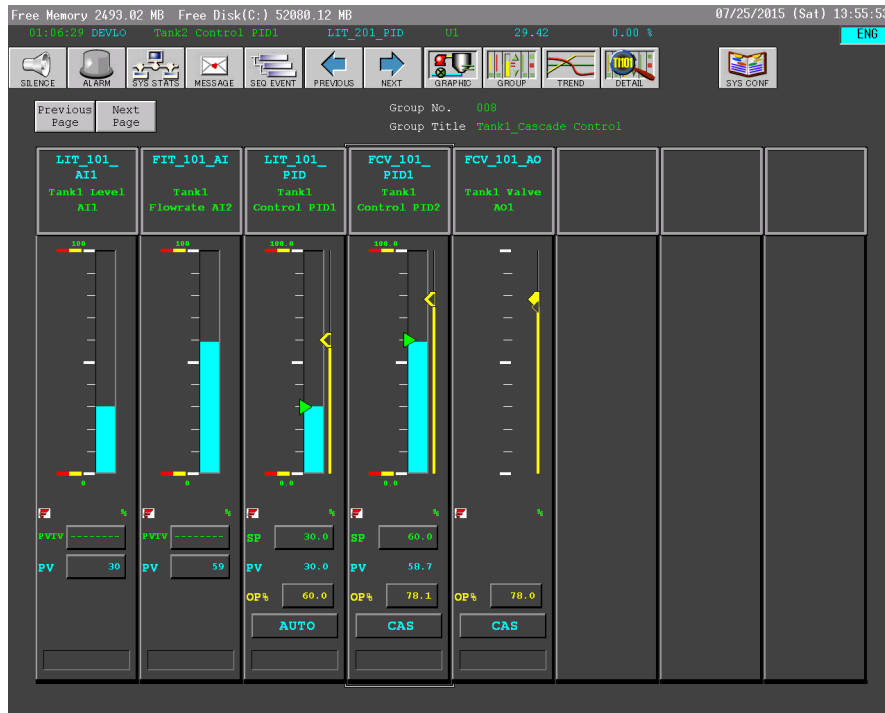 Free Memory 2493.02 MB Free Disk(C:) 52080.12 MB 07/25/2015 (Sat) 13:55:53
01:06:29 DEVLO Tank2 Control PID1 LIT_201_PID U1 29.42 0.00 % ENG
SILENCE ALARM SYS STATS MESSAGE SEQ EVENT PREVIOUS NEXT GRAPHIC GROUP TREND DETAIL SYS CONF
Previous Page Next Page
Group No. 008
Group Title Tank1_Cascade Control
LIT_101_ FIT_101_AI LIT_101_ FCV_101_ FCV_101_AO
AI1 PID PID1
Tank1 Level Tank1 Tank1 Tank1 Tank1 Valve
AI1 Flowrate AI2 Control PID1 Control PID2 AO1
100 100 100.0 100.0
0 0 0.0 0.0
% % % % %
PVTV -------- PVTV -------- SP 30.0 SP 60.0
PV 30 PV 59 PV 30.0 PV 58.7
OP% 60.0 OP% 78.1 OP% 78.0
AUTO CAS CAS